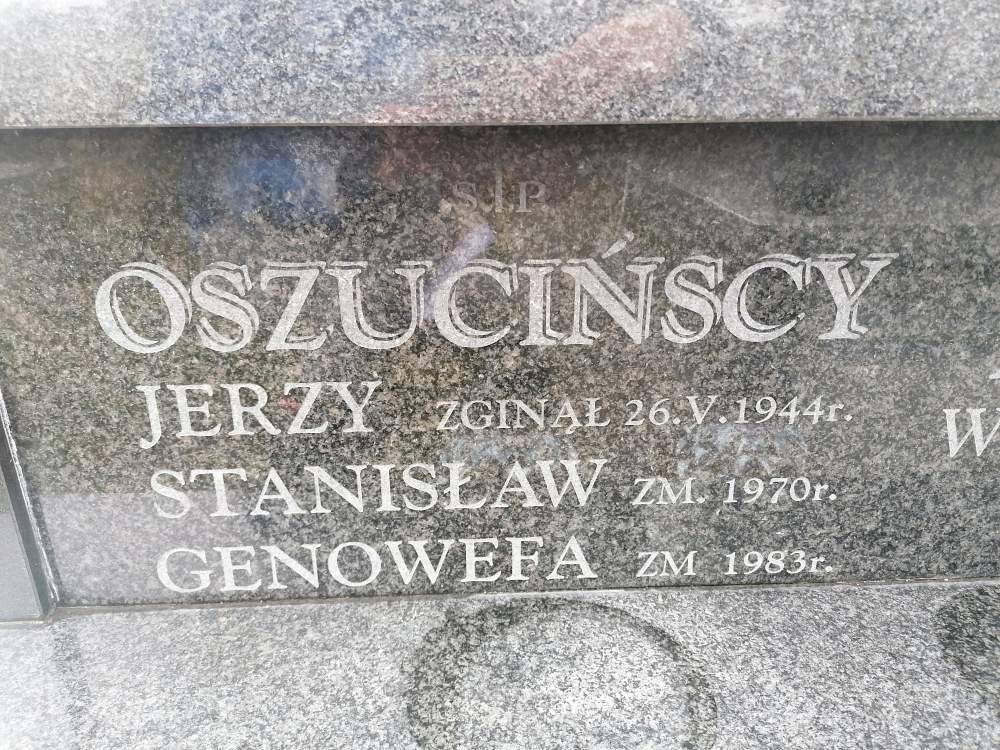 S P
OSZUCIŃSCY
JERZY ZGINĄŁ 26.V.1944r.
STANISŁAW ZM. 1970r.
GENOWEFA ZM 1983r.